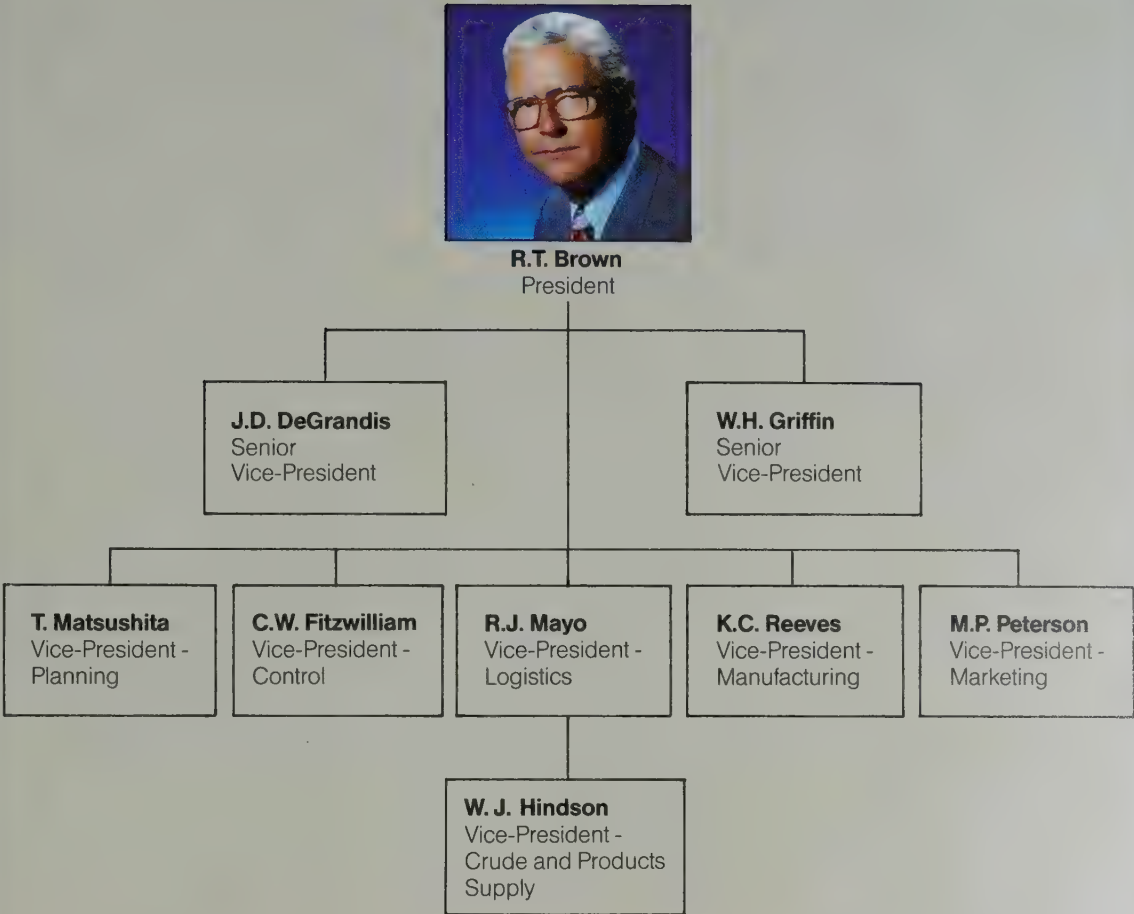 R.T. Brown
President
J.D. DeGrandis
Senior
Vice-President
W.H. Griffin
Senior
Vice-President
T. Matsushita
Vice-President -
Planning
C.W. Fitzwilliam
Vice-President -
Control
R.J. Mayo
Vice-President -
Logistics
K.C. Reeves
Vice-President -
Manufacturing
M.P. Peterson
Vice-President -
Marketing
W. J. Hindson
Vice-President -
Crude and Products
Supply